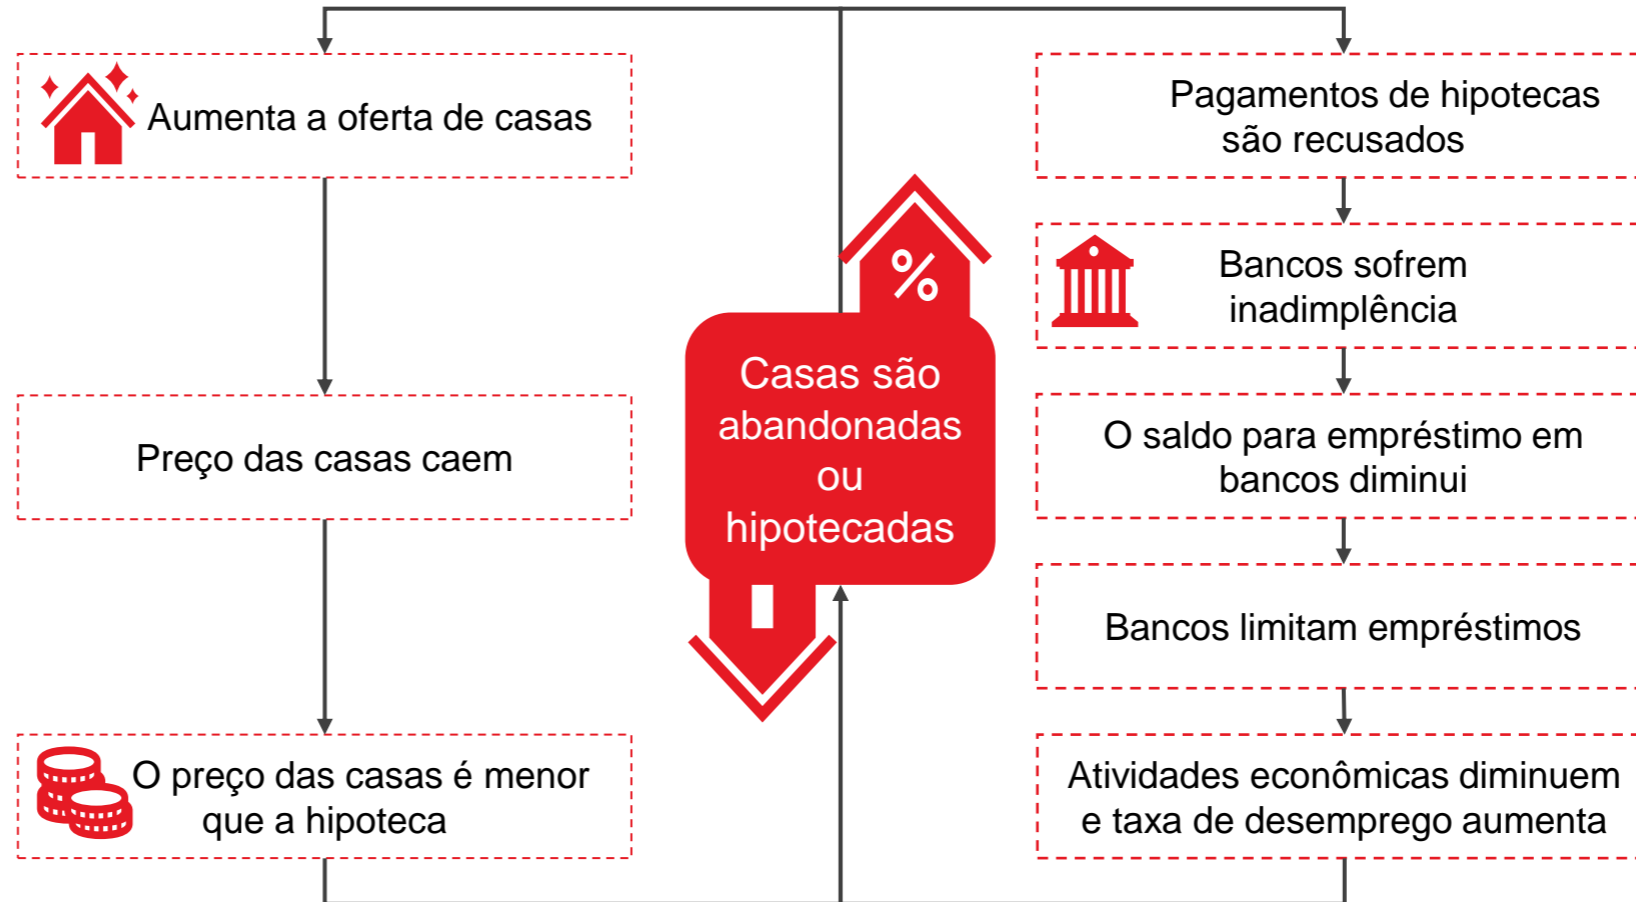 Aumenta a oferta de casas
Preço das casas caem
O preço das casas é menor
que a hipoteca
%
Casas são
abandonadas
ou
hipotecadas
Pagamentos de hipotecas
são recusados
Bancos sofrem
inadimplência
O saldo para empréstimo em
bancos diminui
Bancos limitam empréstimos
Atividades econômicas diminuem
e taxa de desemprego aumenta